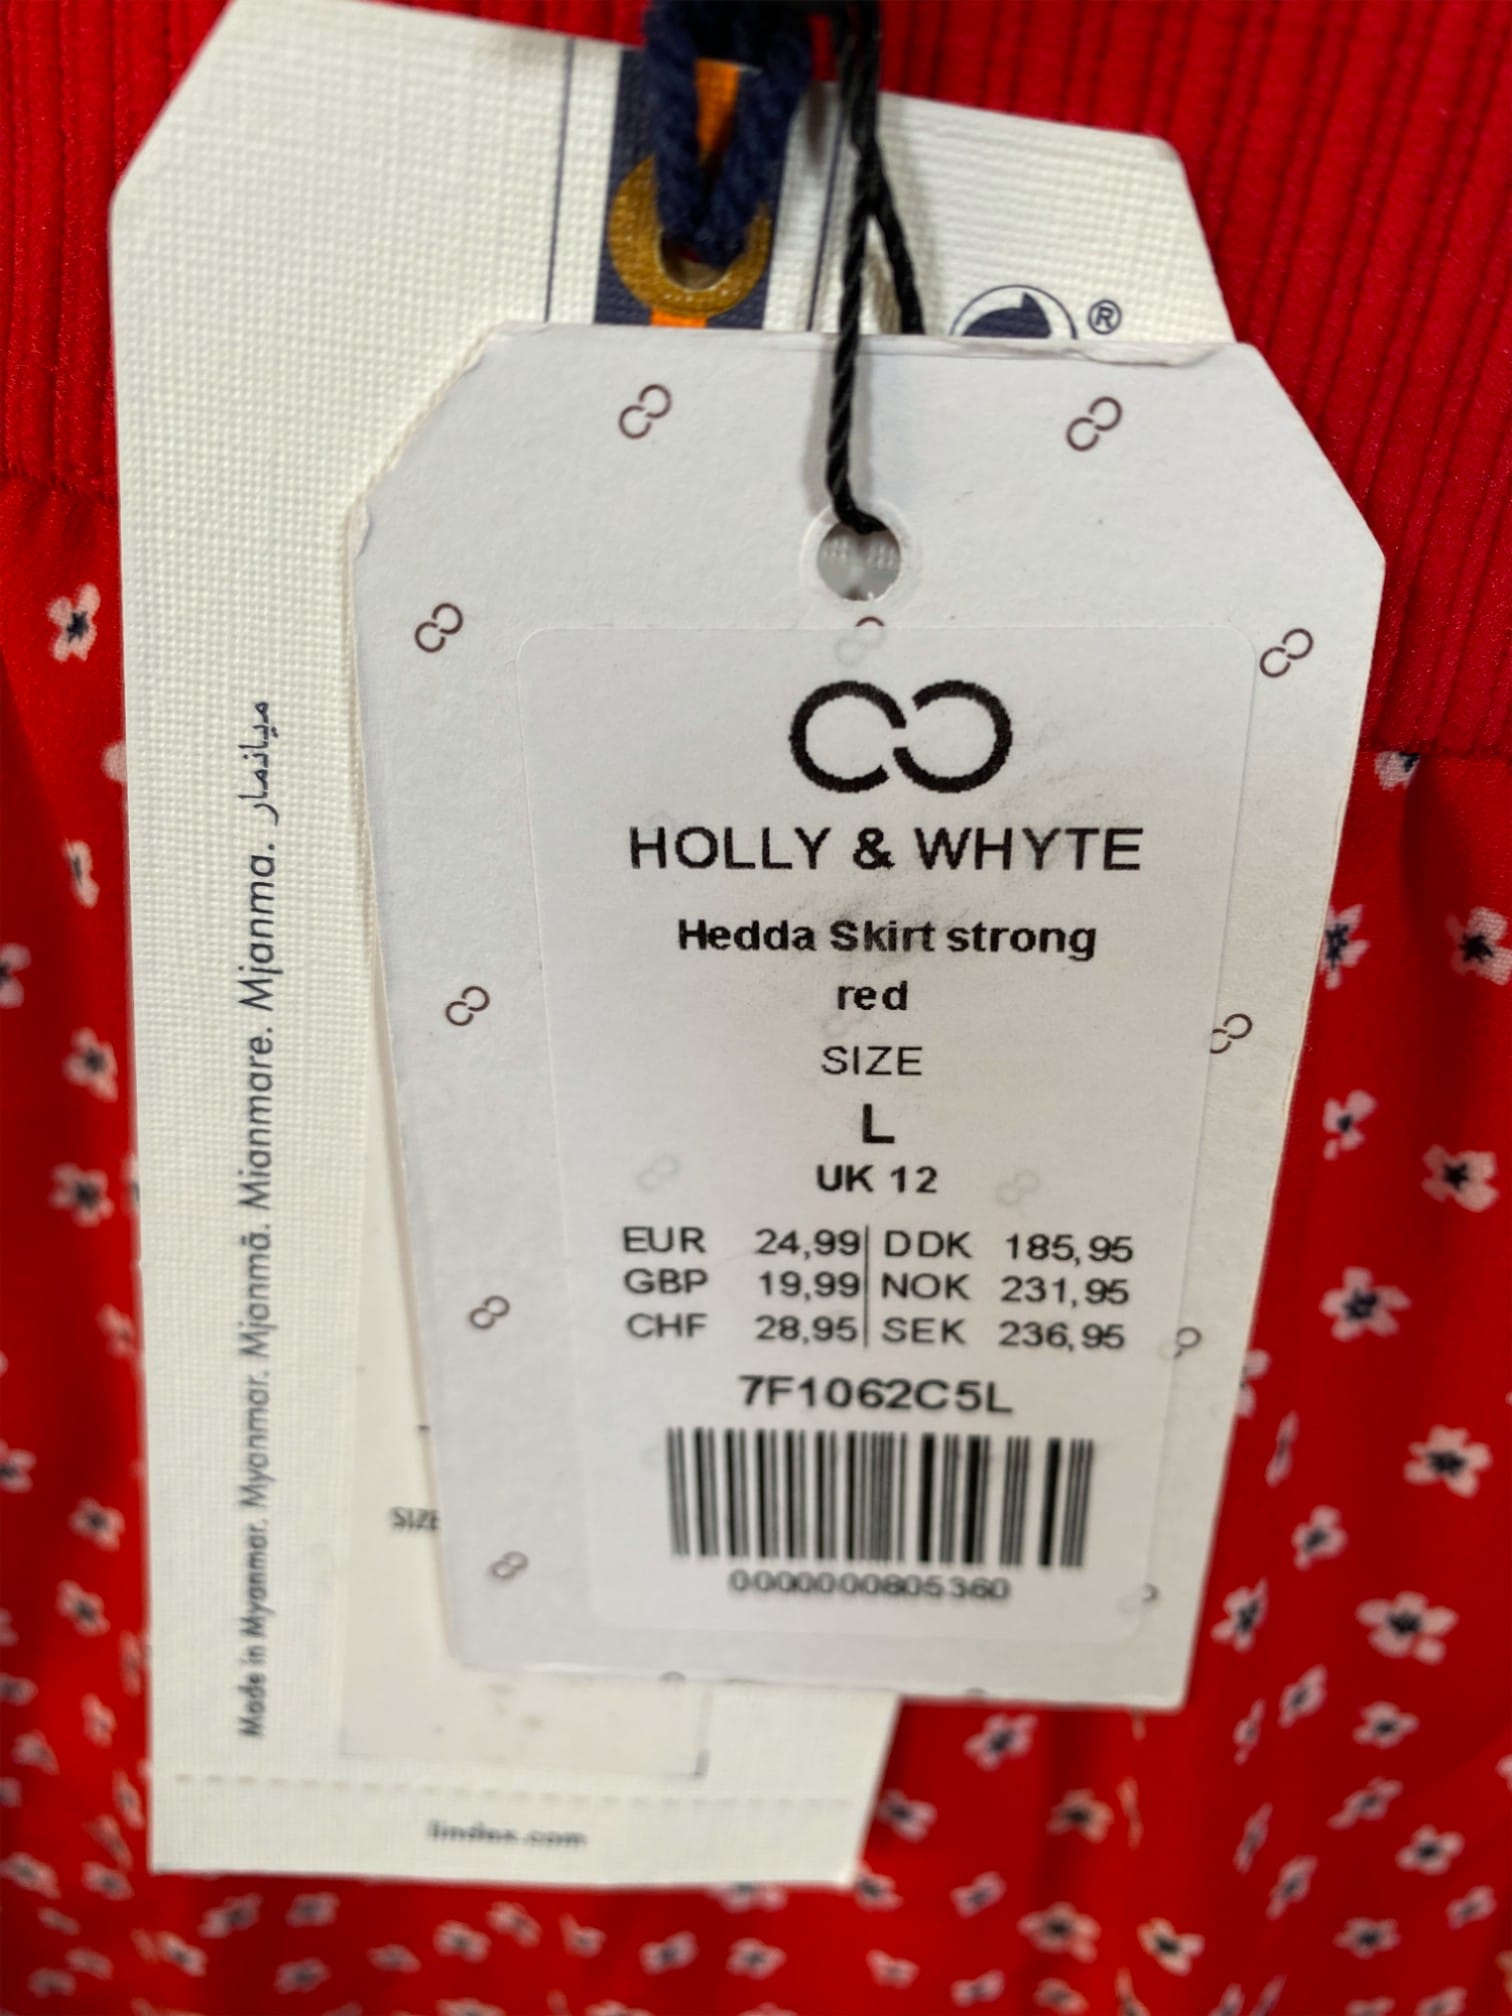 ®
HOLLY & WHYTE
Hedda Skirt strong
red
SIZE
L
UK 12
EUR 24,99 DDK 185,95
GBP 19,99 NOK 231,95
CHF 28,95 SEK 236,95
7F1062C5L
0000000805360
Made in Myanmar. Myanmar. Mjanmā. Mianmare. Mjanma. ميانمار
SIZE
lindex.com